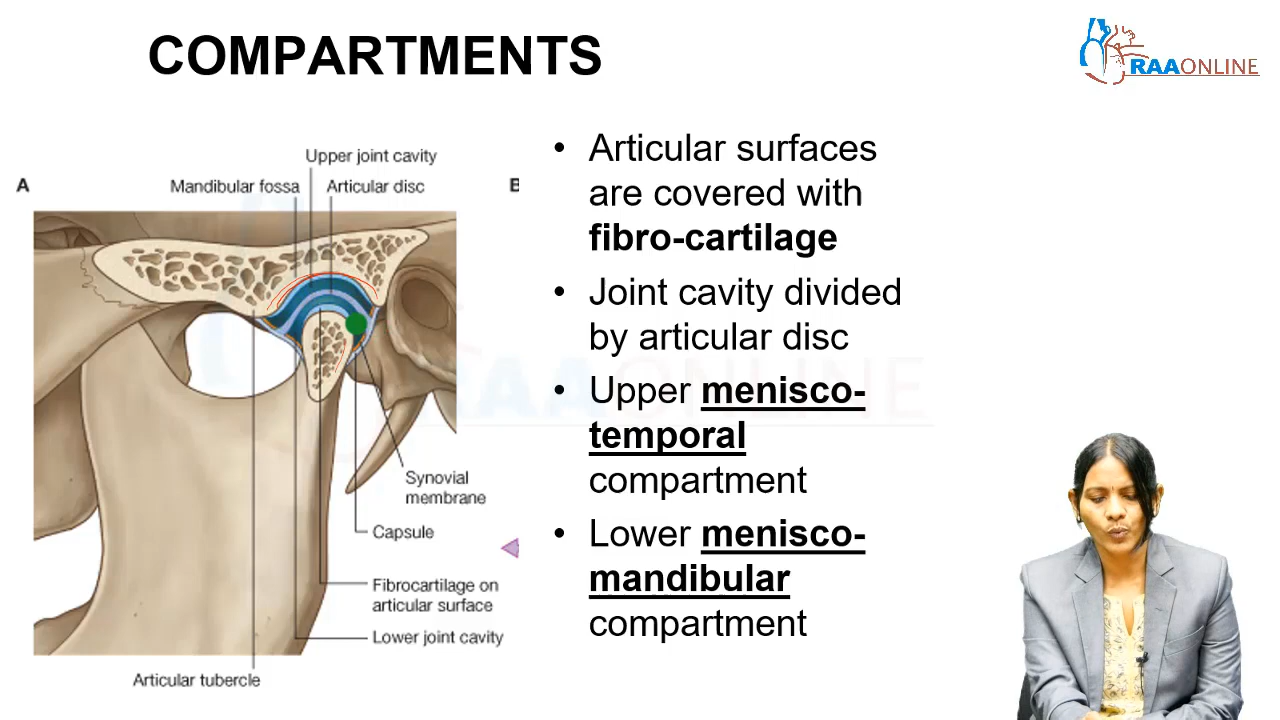 COMPARTMENTS
RAAONLINE
Upper joint cavity
A
Mandibular fossa
Articular disc
B
Synovial
membrane
Capsule
Fibrocartilage on
articular surface
Lower joint cavity
Articular tubercle
• Articular surfaces
are covered with
fibro-cartilage
• Joint cavity divided
by articular disc
• Upper menisco-
temporal
compartment
• Lower menisco-
mandibular
compartment
RAAONLINE